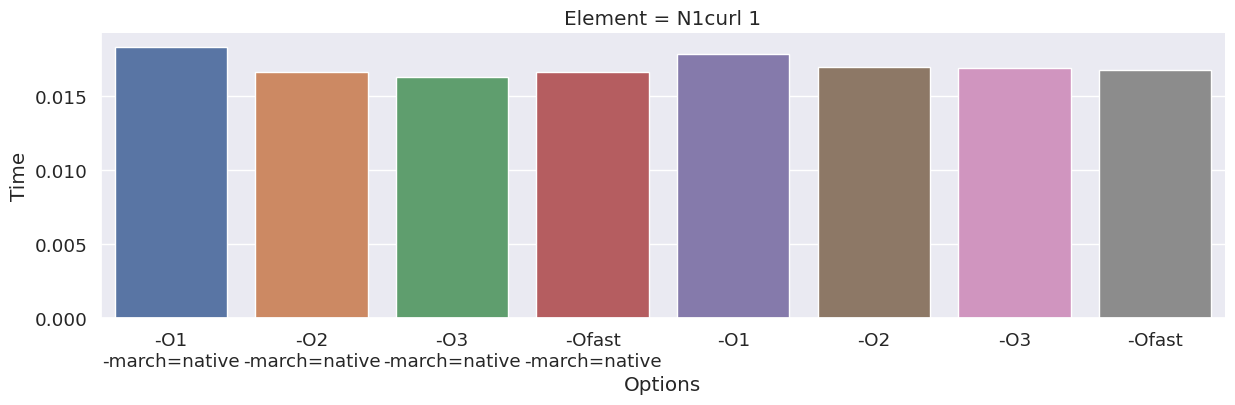 Element = N1curl 1
Time
0.015
0.010
0.005
0.000
-O1 -O2 -O3 -Ofast -O1 -O2 -O3 -Ofast
-march=native -march=native -march=native -march=native
Options